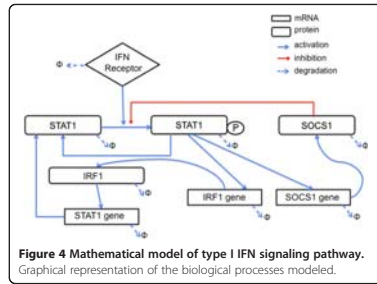 mRNA
protein
activation
inhibition
degradation
IFN
Receptor
Φ
STAT1
STAT1
P
SOCS1
Φ
Φ
Φ
IRF1
Φ
IRF1 gene
SOCS1 gene
STAT1 gene
Φ
Φ
Φ
Figure 4 Mathematical model of type I IFN signaling pathway.
Graphical representation of the biological processes modeled.